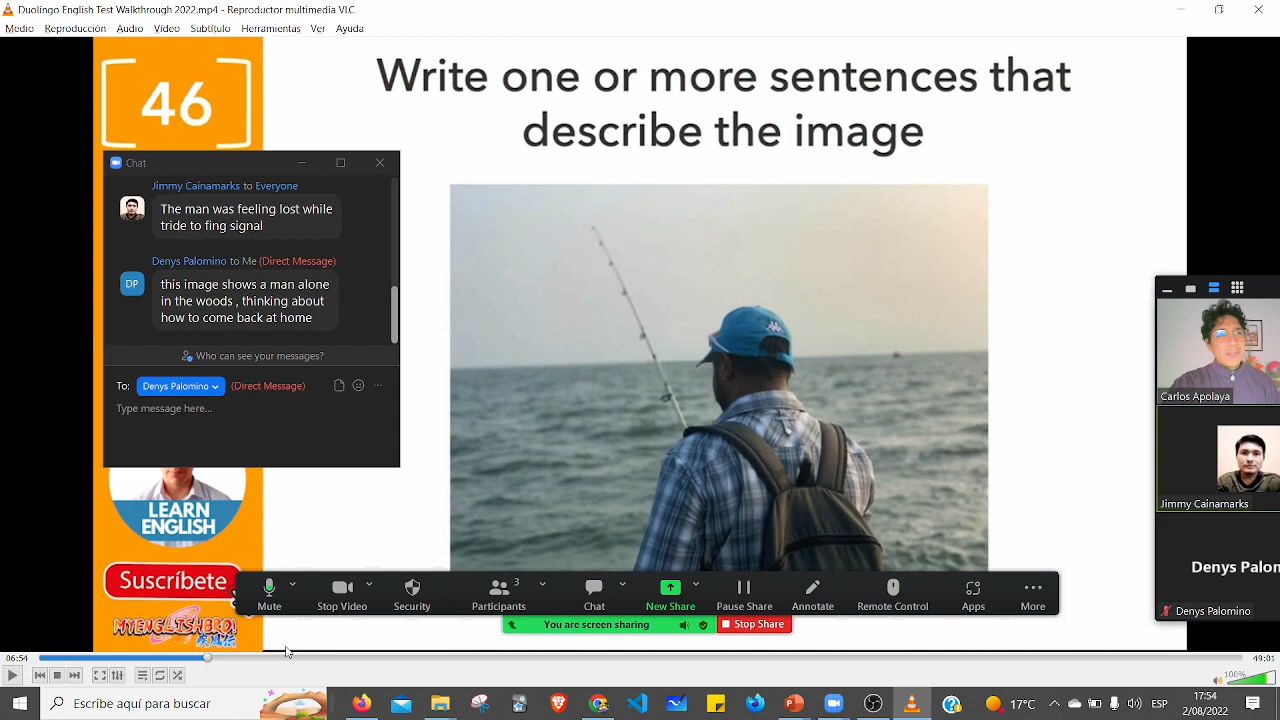 Duolingo English Test Walkthrough 2022.mp4 - Reproductor multimedia VLC
Medio Reproducción Audio Vídeo Subtítulo Herramientas Ver Ayuda
46
Write one or more sentences that
describe the image
Chat
Jimmy Cainamarks to Everyone
The man was feeling lost while
ride to fing signal
Denys Palomino to Me (Direct Message)
DP
this image shows a man alone
in the woods , thinking about
how to come back at home
Who can see your messages?
To: Denys Palomino (Direct Message)
Type message here...
LEARN
ENGLISH
Suscríbete
MYENGLISHHERO!
Carlos Apolaya
Jimmy Cainamarks
Denys Palon
Denys Palomino
3
Mute Stop Video Security Participants Chat New Share Pause Share Annotate Remote Control Apps More
You are screen sharing Stop Share
06:54 49:01
100%
Escribe aquí para buscar
17°C ESP 17:54
2/08/2022